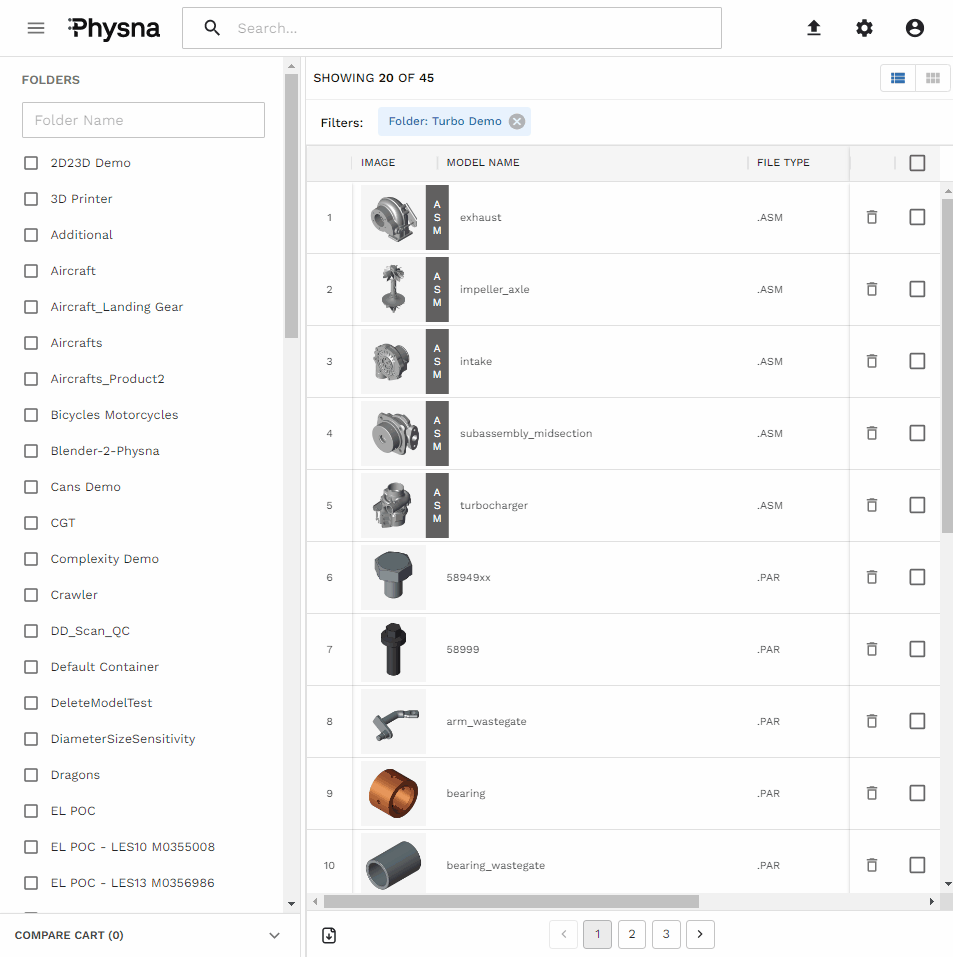 Physna
Search...
FOLDERS
Folder Name
2D23D Demo
3D Printer
Additional
Aircraft
Aircraft_Landing Gear
Aircrafts
Aircrafts_Product2
Bicycles Motorcycles
Blender-2-Physna
Cans Demo
CGT
Complexity Demo
Crawler
DD_Scan_QC
Default Container
DeleteModelTest
DiameterSizeSensitivity
Dragons
EL POC
EL POC - LES10 M0355008
EL POC - LES13 M0356986
COMPARE CART (0)
SHOWING 20 OF 45
Filters: Folder: Turbo Demo
IMAGE MODEL NAME FILE TYPE
1 ASM exhaust .ASM
2 ASM impeller_axle .ASM
3 ASM intake .ASM
4 ASM subassembly_midsection .ASM
5 ASM turbocharger .ASM
6 58949xx .PAR
7 58999 .PAR
8 arm_wastegate .PAR
9 bearing .PAR
10 bearing_wastegate .PAR
1 2 3